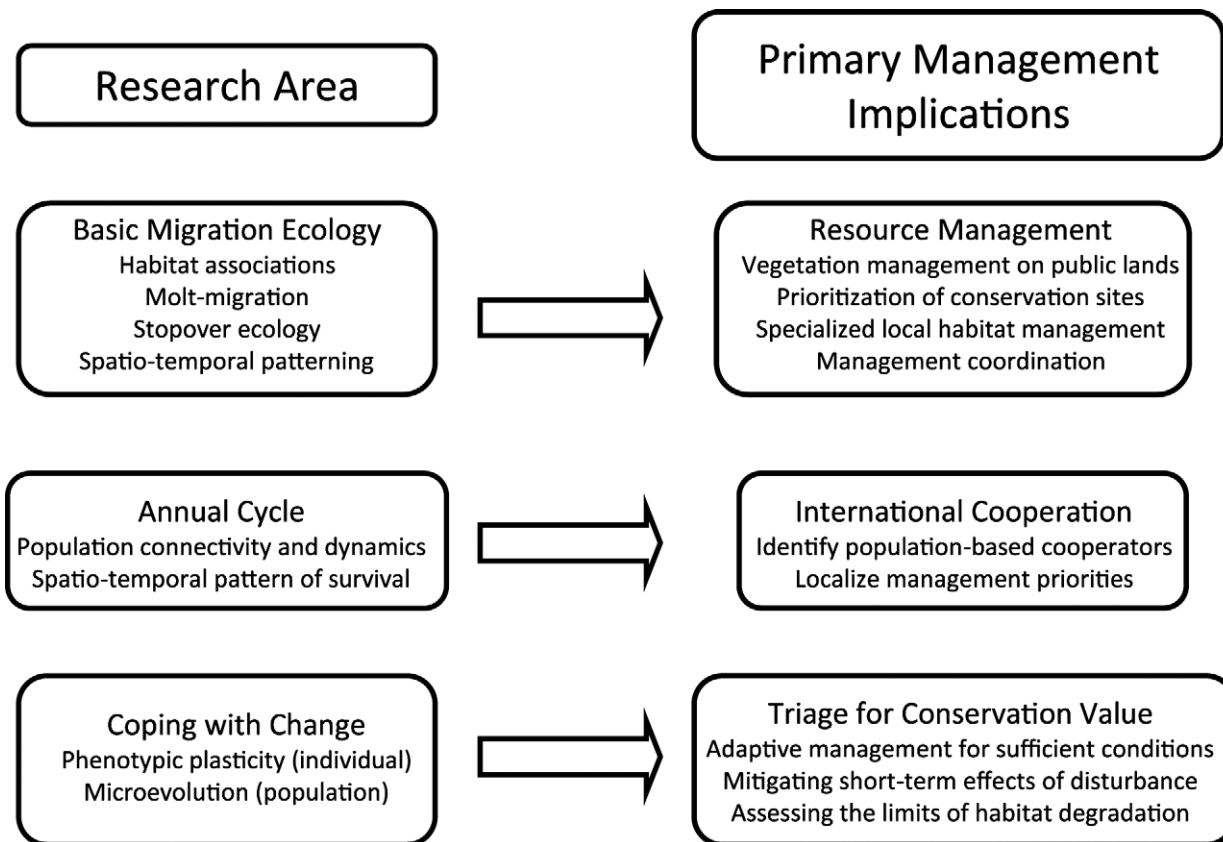 Research Area
Primary Management
Implications
Basic Migration Ecology
Habitat associations
Molt-migration
Stopover ecology
Spatio-temporal patterning
Resource Management
Vegetation management on public lands
Prioritization of conservation sites
Specialized local habitat management
Management coordination
Annual Cycle
Population connectivity and dynamics
Spatio-temporal pattern of survival
International Cooperation
Identify population-based cooperators
Localize management priorities
Coping with Change
Phenotypic plasticity (individual)
Microevolution (population)
Triage for Conservation Value
Adaptive management for sufficient conditions
Mitigating short-term effects of disturbance
Assessing the limits of habitat degradation